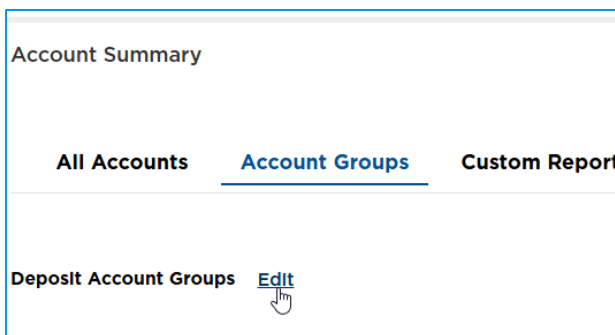 Account Summary
All Accounts Account Groups Custom Report
Deposit Account Groups Edit